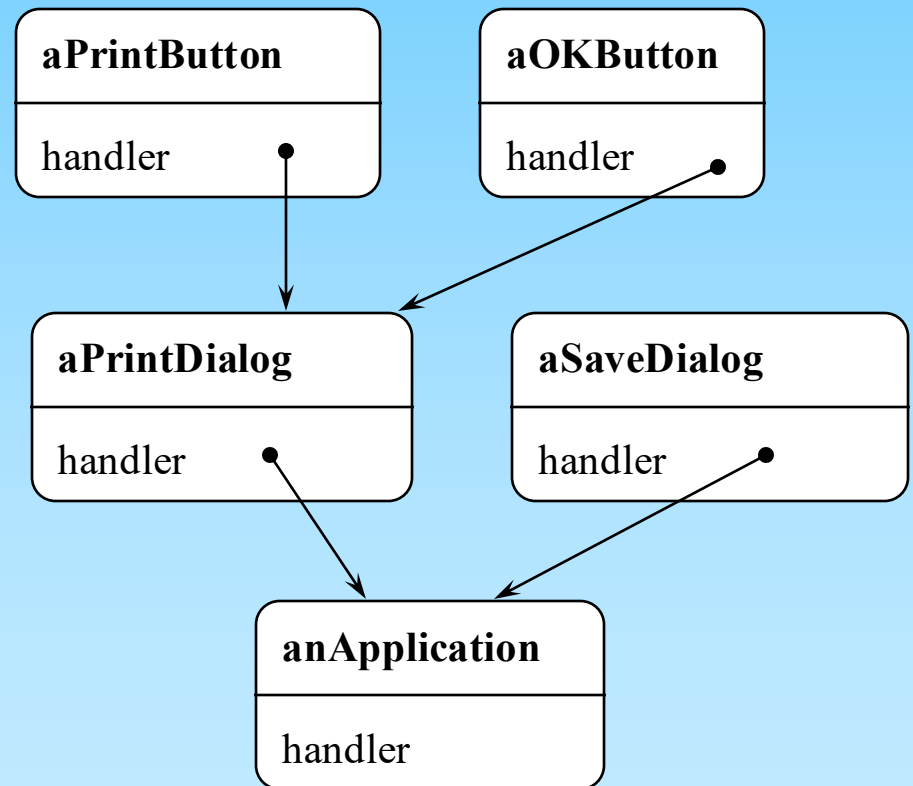 aPrintButton
handler
aOKButton
handler
aPrintDialog
handler
aSaveDialog
handler
anApplication
handler